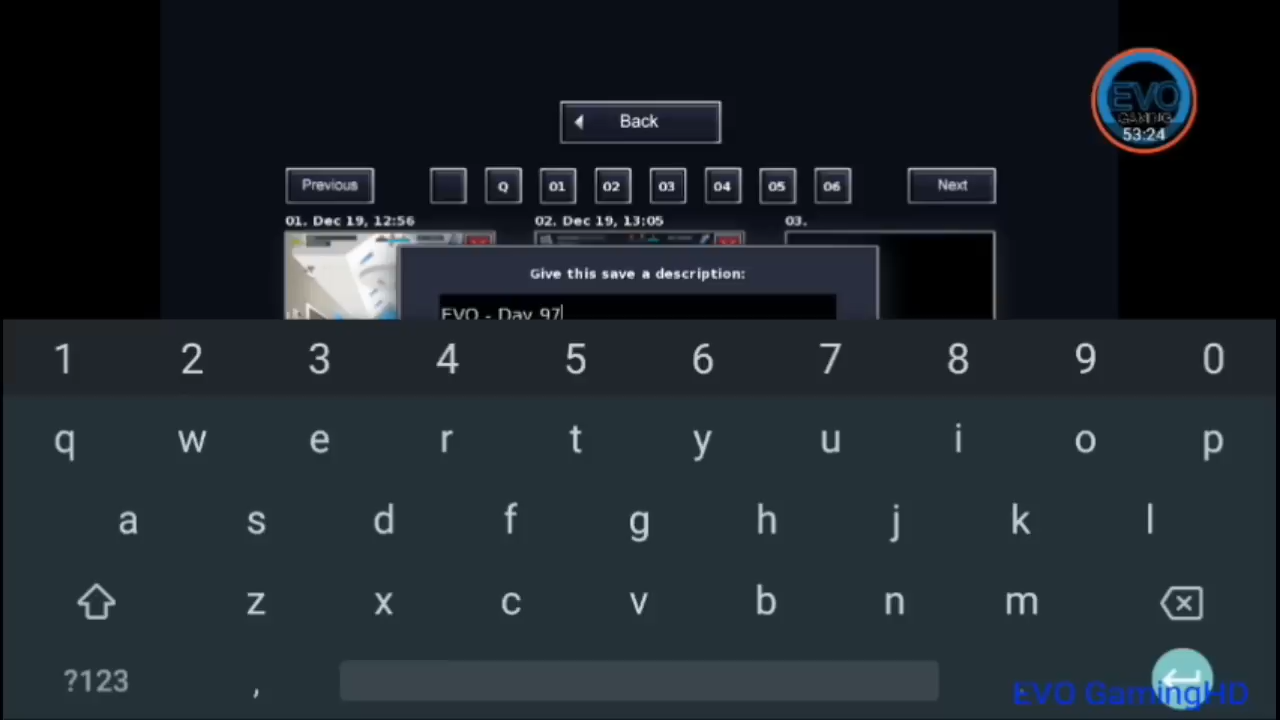 Back
EVO
GAMING
53:24
Previous
Q
01
02
03
04
05
06
Next
01. Dec 19, 12:56
02. Dec 19, 13:05
03.
Give this save a description:
EVO - Day 97
1 2 3 4 5 6 7 8 9 0
q w e r t y u i o p
a s d f g h j k l
z x c v b n m
?123 ,
EVO GamingHD